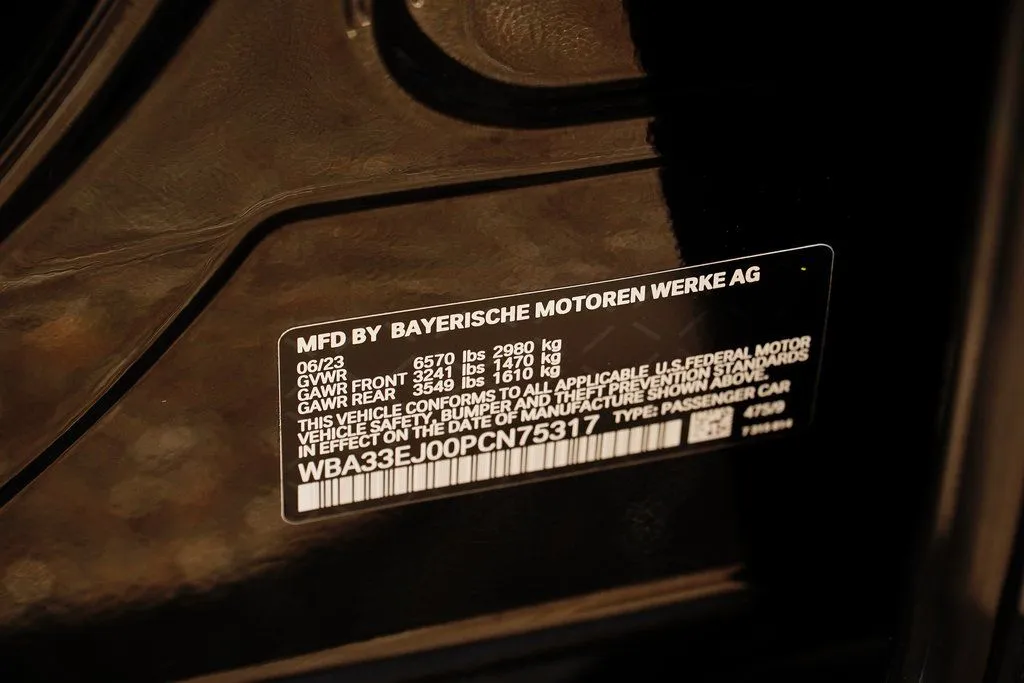 MFD BY BAYERISCHE MOTOREN WERKE AG
06/23
GVWR 6570 lbs 2980 kg
GAWR FRONT 3241 lbs 1470 kg
GAWR REAR 3549 lbs 1610 kg
THIS VEHICLE CONFORMS TO ALL APPLICABLE U.S.FEDERAL MOTOR
VEHICLE SAFETY, BUMPER AND THEFT PREVENTION STANDARDS
IN EFFECT ON THE DATE OF MANUFACTURE SHOWN ABOVE.
WBA33EJ00PCN75317 TYPE: PASSENGER CAR
475/9